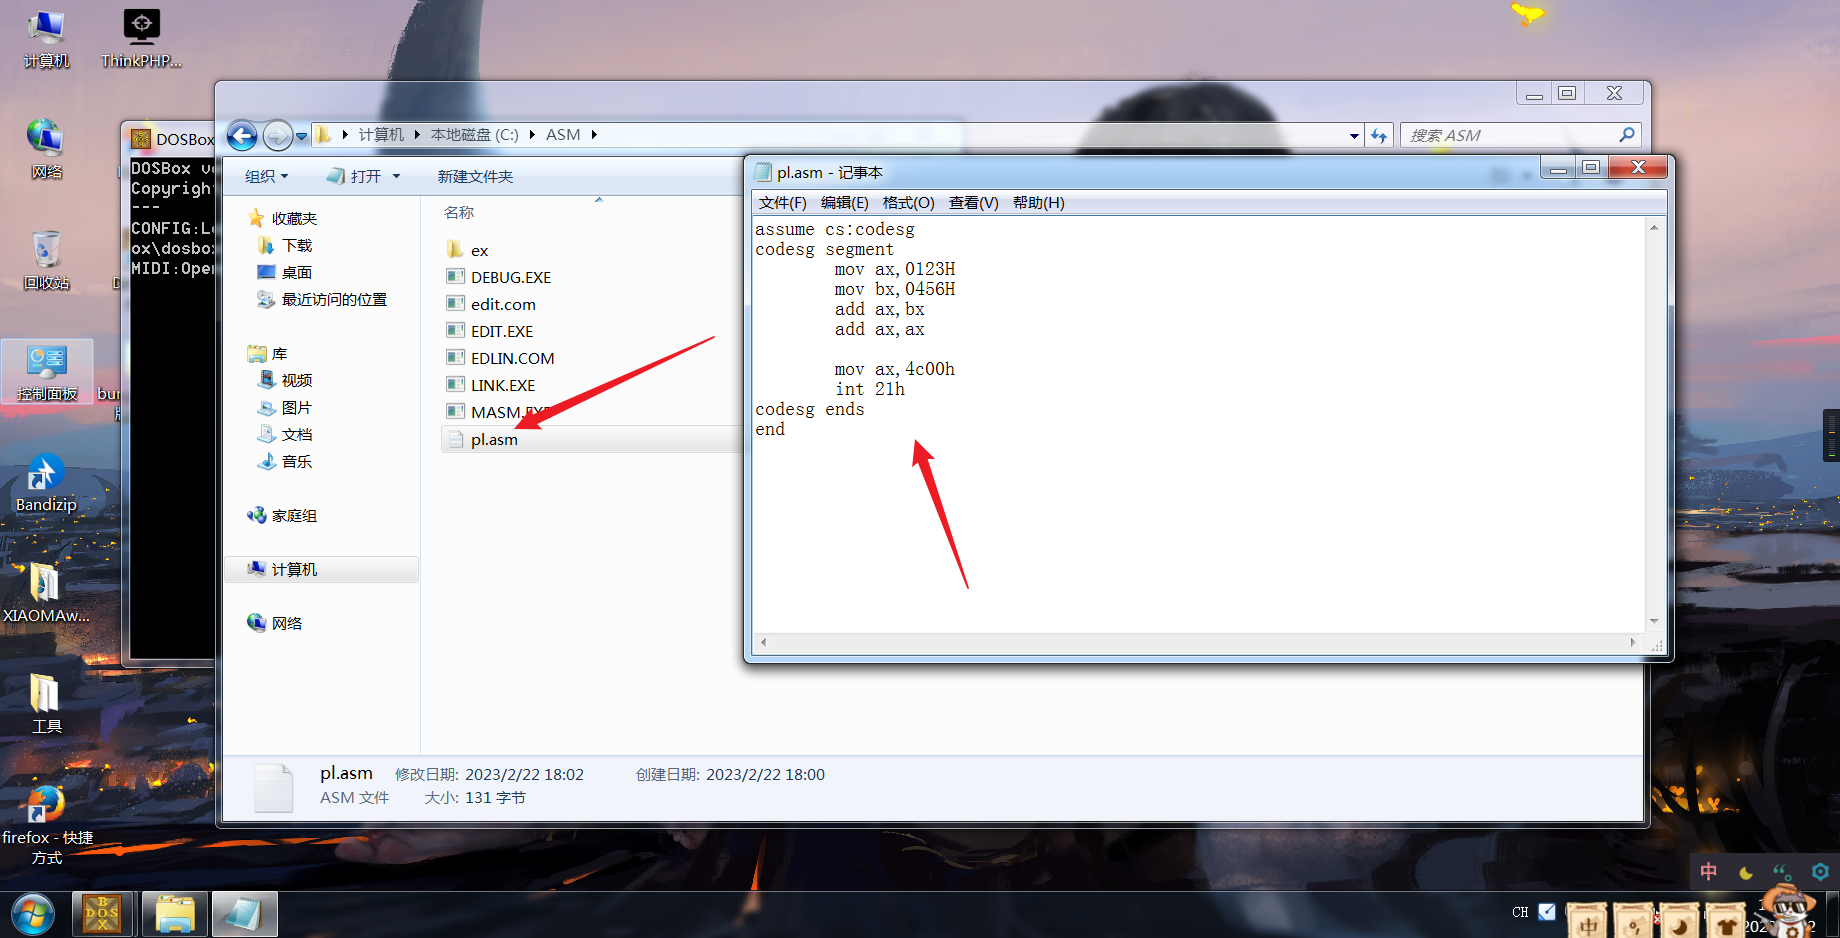 计算机
ThinkPHP...
网络
回收站
控制面板
Bandizip
XIAOMAw...
工具
firefox - 快捷
方式
DOSBox
DOSBox
Copyright
---
CONFIG:
ox\dosbox
MIDI:Open
计算机
本地磁盘 (C:)
ASM
搜索 ASM
组织
打开
新建文件夹
收藏夹
下载
桌面
最近访问的位置
库
视频
图片
文档
音乐
家庭组
计算机
网络
名称
ex
DEBUG.EXE
edit.com
EDIT.EXE
EDLIN.COM
LINK.EXE
MASM.EXE
pl.asm
pl.asm - 记事本
文件(F) 编辑(E) 格式(O) 查看(V) 帮助(H)
assume cs:codesg
codesg segment
mov ax,0123H
mov bx,0456H
add ax,bx
add ax,ax
mov ax,4c00h
int 21h
codesg ends
end
pl.asm 修改日期: 2023/2/22 18:02 创建日期: 2023/2/22 18:00
ASM 文件 大小: 131 字节
中
DOS
BOX
CH
中